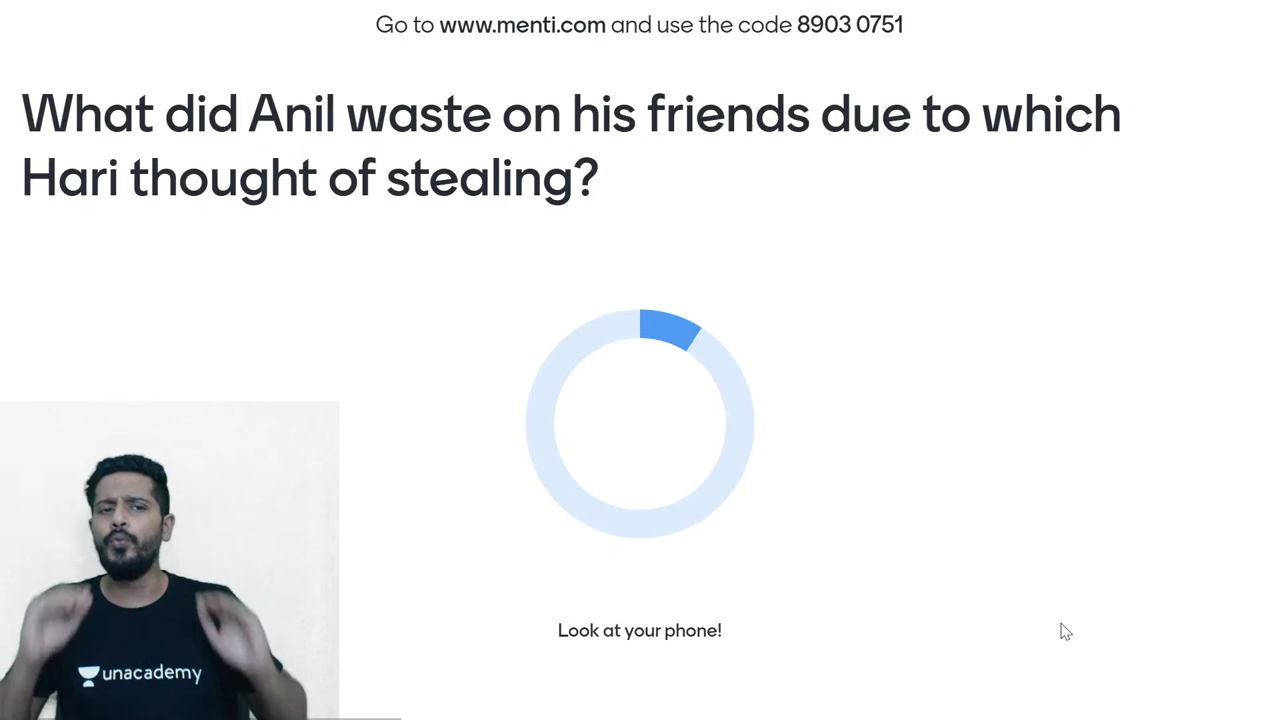 Go to www.menti.com and use the code 8903 0751
What did Anil waste on his friends due to which
Hari thought of stealing?
Look at your phone!
unacademy